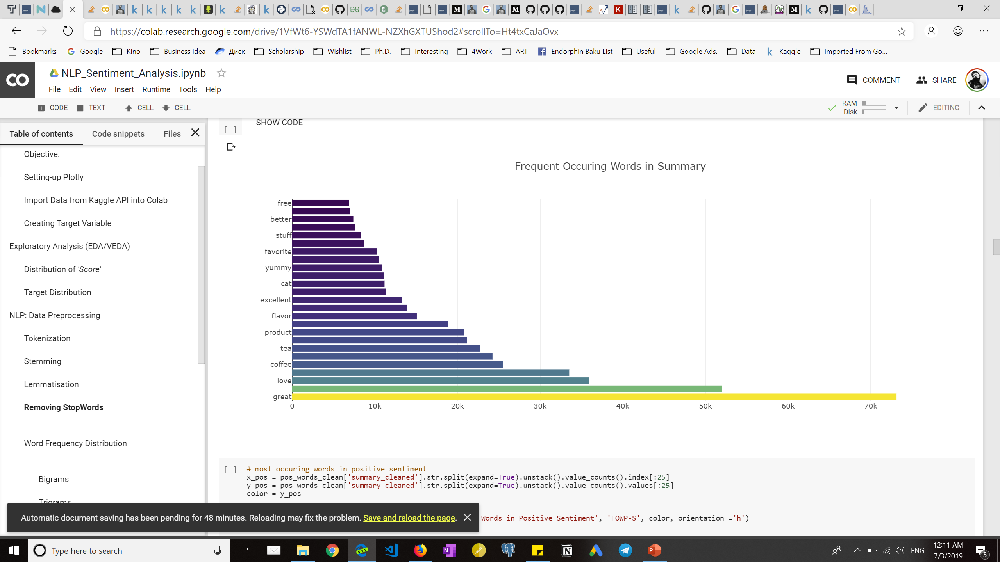 https://colab.research.google.com/drive/1VfWt6-YSWdTA1fANWL-NZXhGXTUShod2#scrollTo=Ht4txCaJaOvx
Bookmarks Google Kino Business İdea Диск Scholarship Wishlist Ph.D. Interesting 4Work ART Endorphin Baku List Useful Google Ads. Data Kaggle Imported From Go...
NLP_Sentiment_Analysis.ipynb
COMMENT SHARE
File Edit View Insert Runtime Tools Help
CODE TEXT CELL CELL
RAM
Disk
EDITING
Table of contents Code snippets Files
Objective:
Setting-up Plotly
Import Data from Kaggle API into Colab
Creating Target Variable
Exploratory Analysis (EDA/VEDA)
Distribution of 'Score'
Target Distribution
NLP: Data Preprocessing
Tokenization
Stemming
Lemmatisation
Removing StopWords
Word Frequency Distribution
Bigrams
Trigrams
SHOW CODE
[ ]
Frequent Occuring Words in Summary
free
better
stuff
favorite
yummy
cat
excellent
flavor
product
tea
coffee
love
great
0 10k 20k 30k 40k 50k 60k 70k
[ ] # most occuring words in positive sentiment
x_pos = pos_words_clean['summary_cleaned'].str.split(expand=True).unstack().value_counts().index[:25]
y_pos = pos_words_clean['summary_cleaned'].str.split(expand=True).unstack().value_counts().values[:25]
color = y_pos
Words in Positive Sentiment', 'FOWP-S', color, orientation ='h')
Automatic document saving has been pending for 48 minutes. Reloading may fix the problem. Save and reload the page.
Type here to search
DEV
ENG
12:11 AM
7/3/2019
5